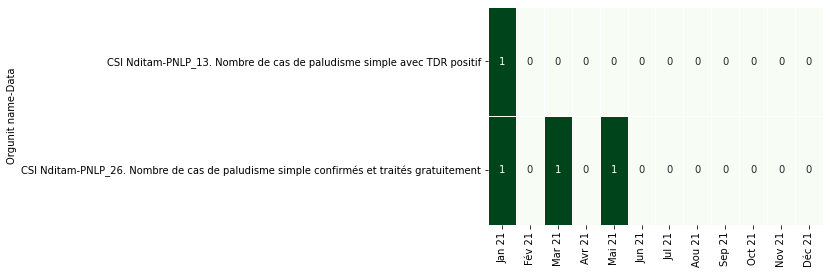 Orgunit name-Data
CSI Nditam-PNLP_13. Nombre de cas de paludisme simple avec TDR positif
1 0 0 0 0 0 0 0 0 0 0 0
CSI Nditam-PNLP_26. Nombre de cas de paludisme simple confirmés et traités gratuitement
1 0 1 0 1 0 0 0 0 0 0 0
Jan 21
Fév 21
Mar 21
Avr 21
Mai 21
Jun 21
Jul 21
Aou 21
Sep 21
Oct 21
Nov 21
Déc 21